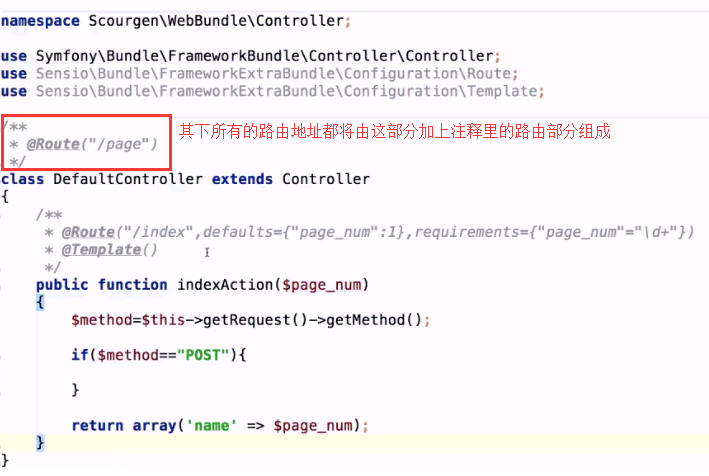 namespace Scourgen\WebBundle\Controller;
use Symfony\Bundle\FrameworkBundle\Controller\Controller;
use Sensio\Bundle\FrameworkExtraBundle\Configuration\Route;
use Sensio\Bundle\FrameworkExtraBundle\Configuration\Template;
/**
* @Route("/page") 其下所有的路由地址都将由这部分加上注释里的路由部分组成
*/
class DefaultController extends Controller
{
/**
* @Route("/index",defaults={"page_num":1},requirements={"page_num"="\d+"})
* @Template()
*/
public function indexAction($page_num)
{
$method=$this->getRequest()->getMethod();
if($method=="POST"){
}
return array('name' => $page_num);
}
}